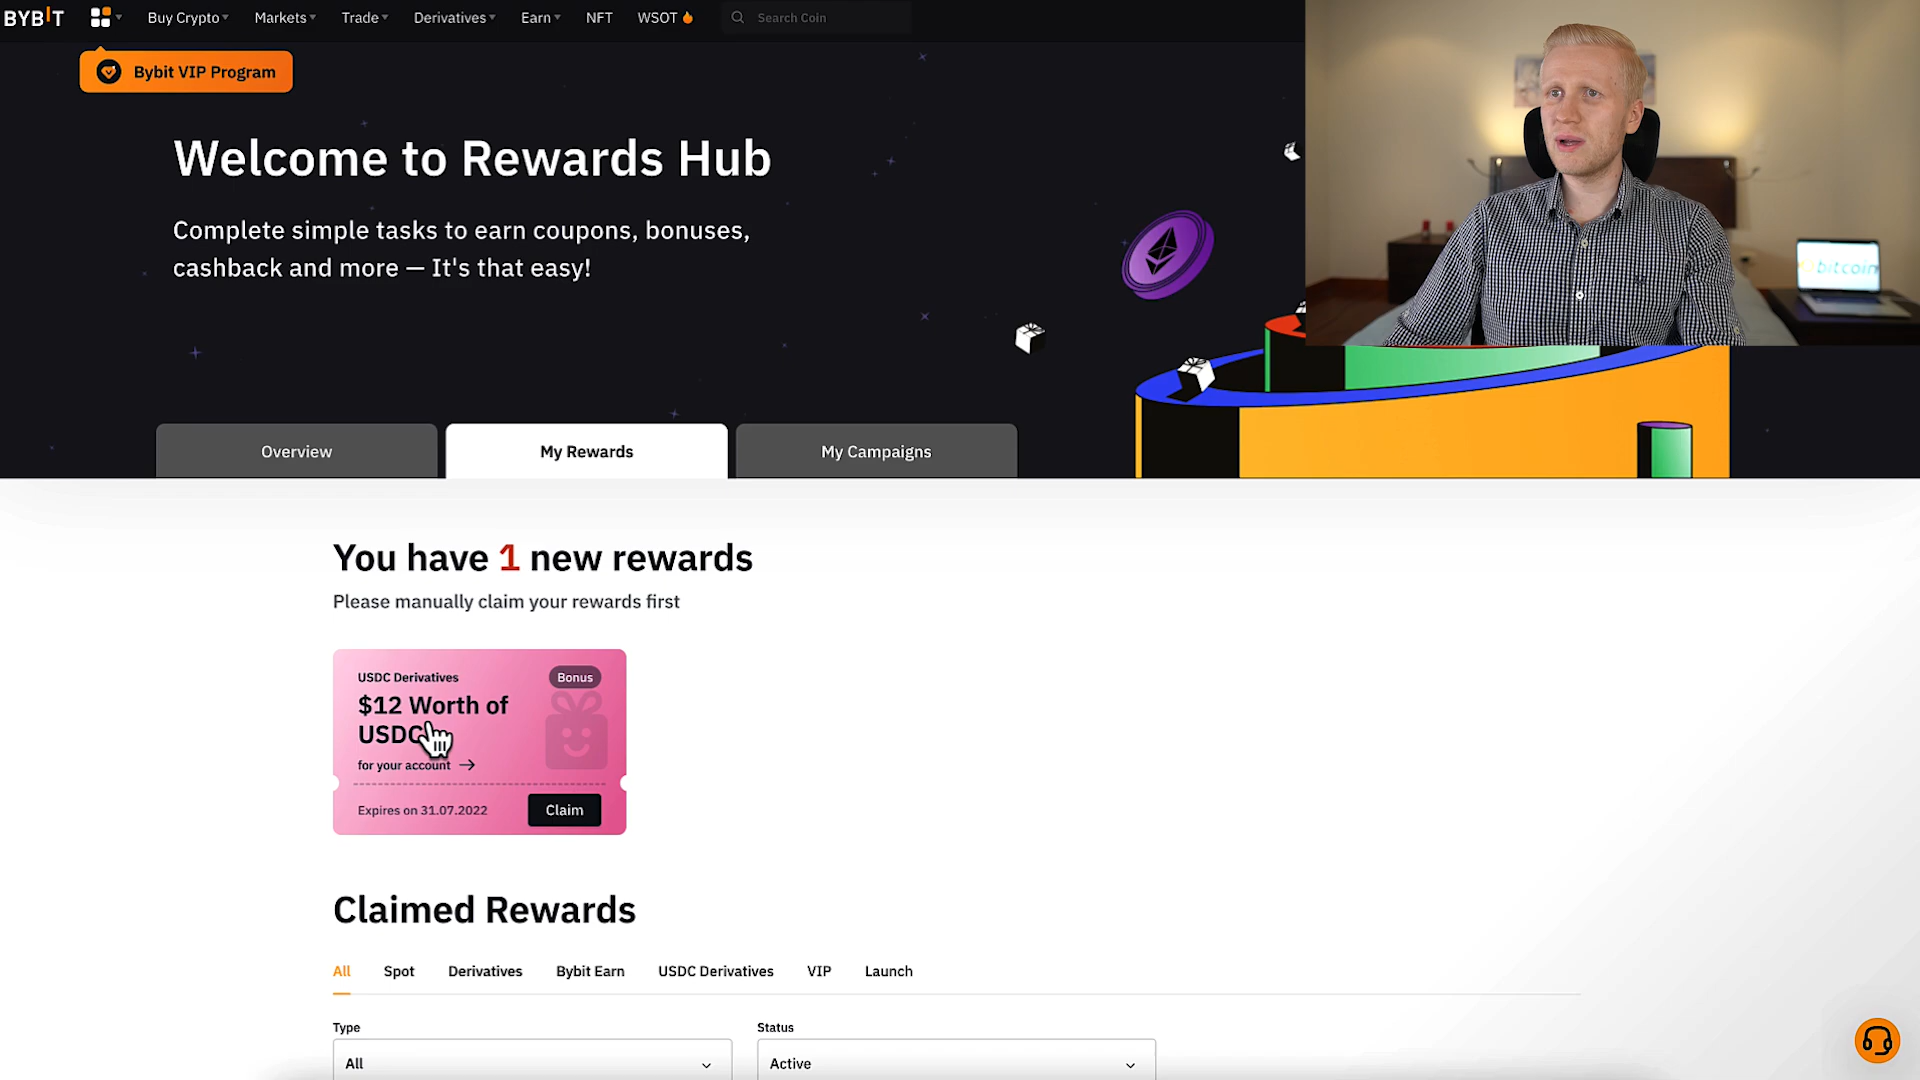 BYBIT
Buy Crypto
Markets
Trade
Derivatives
Earn
NFT
WSOT
Search Coin
Bybit VIP Program
Welcome to Rewards Hub
Complete simple tasks to earn coupons, bonuses,
cashback and more — It's that easy!
bitcoin
Overview
My Rewards
My Campaigns
You have 1 new rewards
Please manually claim your rewards first
USDC Derivatives
Bonus
$12 Worth of
USDC
for your account →
Expires on 31.07.2022
Claim
Claimed Rewards
All
Spot
Derivatives
Bybit Earn
USDC Derivatives
VIP
Launch
Type
Status
All
Active